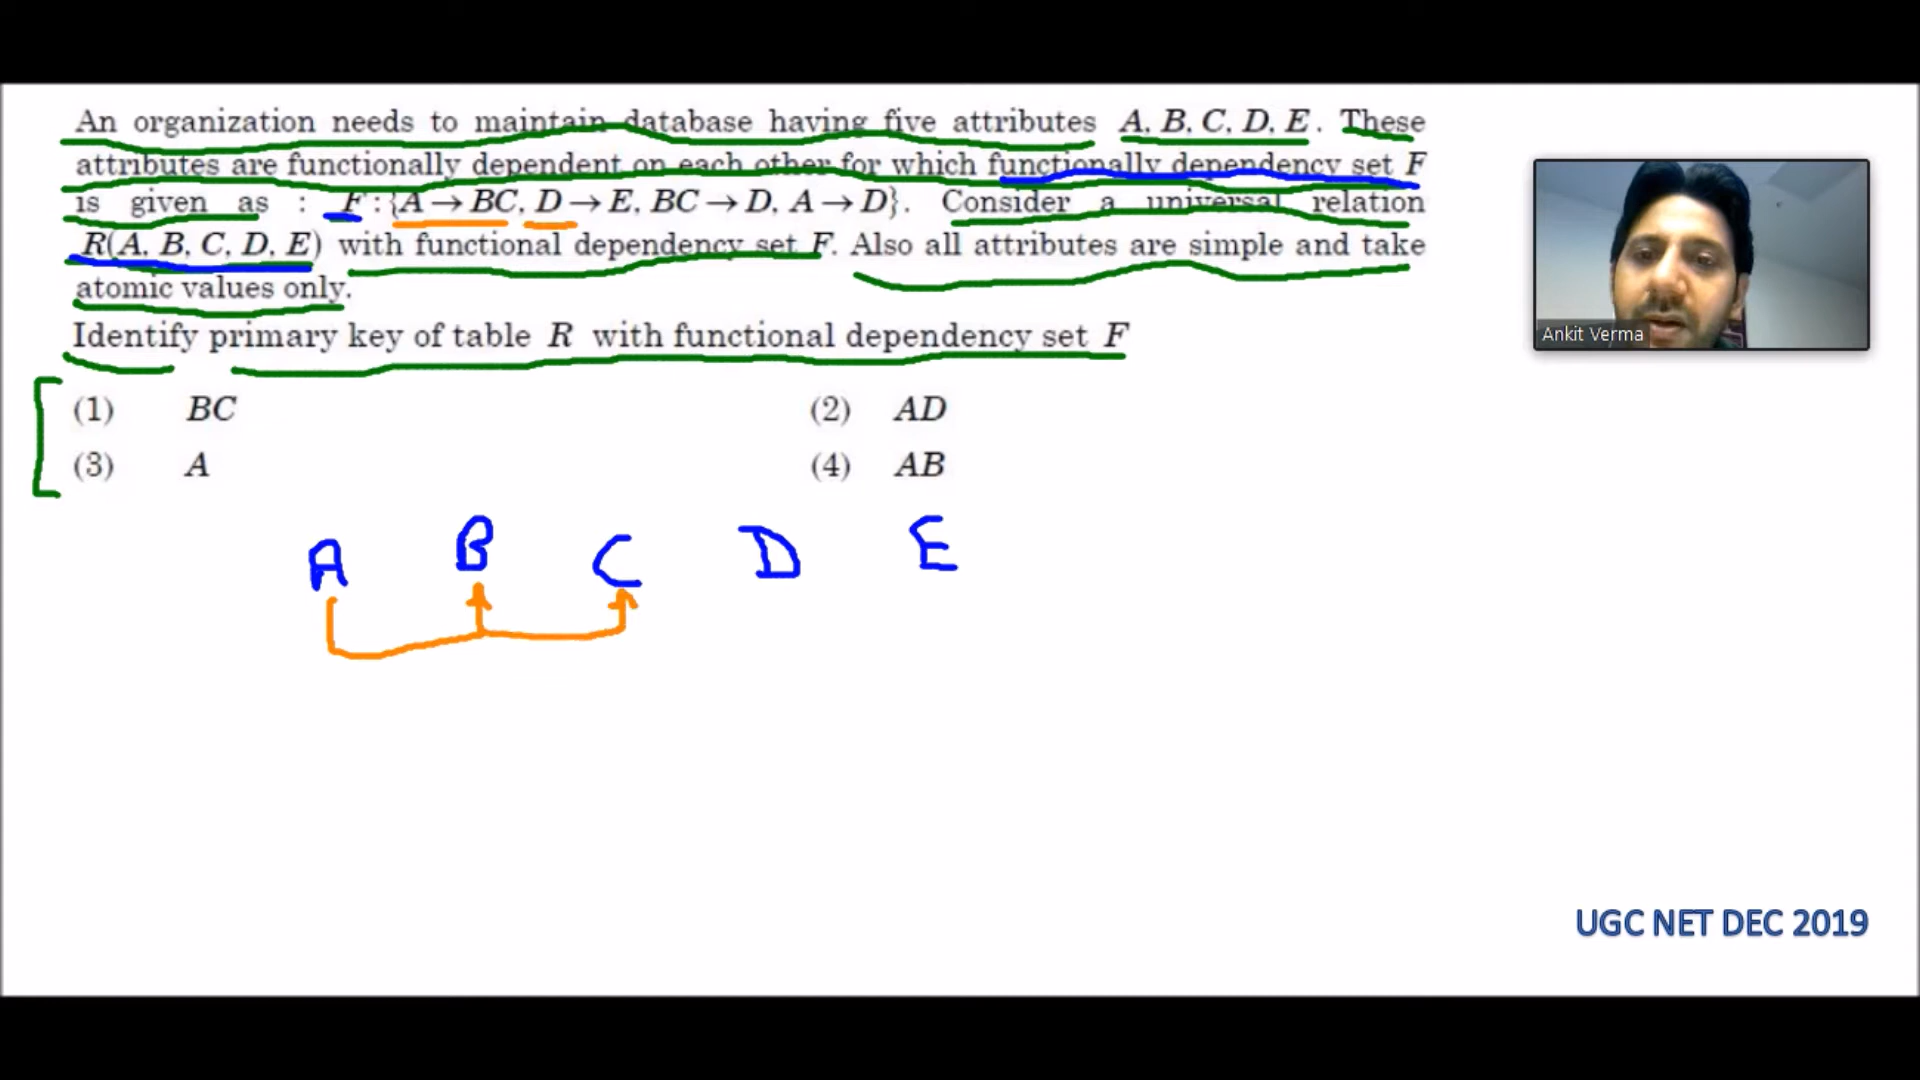 An organization needs to maintain database having five attributes A, B, C, D, E. These
attributes are functionally dependent on each other for which functionally dependency set F
is given as : F : {A → BC, D → E, BC → D, A → D}. Consider a universal relation
R(A, B, C, D, E) with functional dependency set F. Also all attributes are simple and take
atomic values only.
Identify primary key of table R with functional dependency set F
(1) BC (2) AD
(3) A (4) AB
A B C D E
Ankit Verma
UGC NET DEC 2019